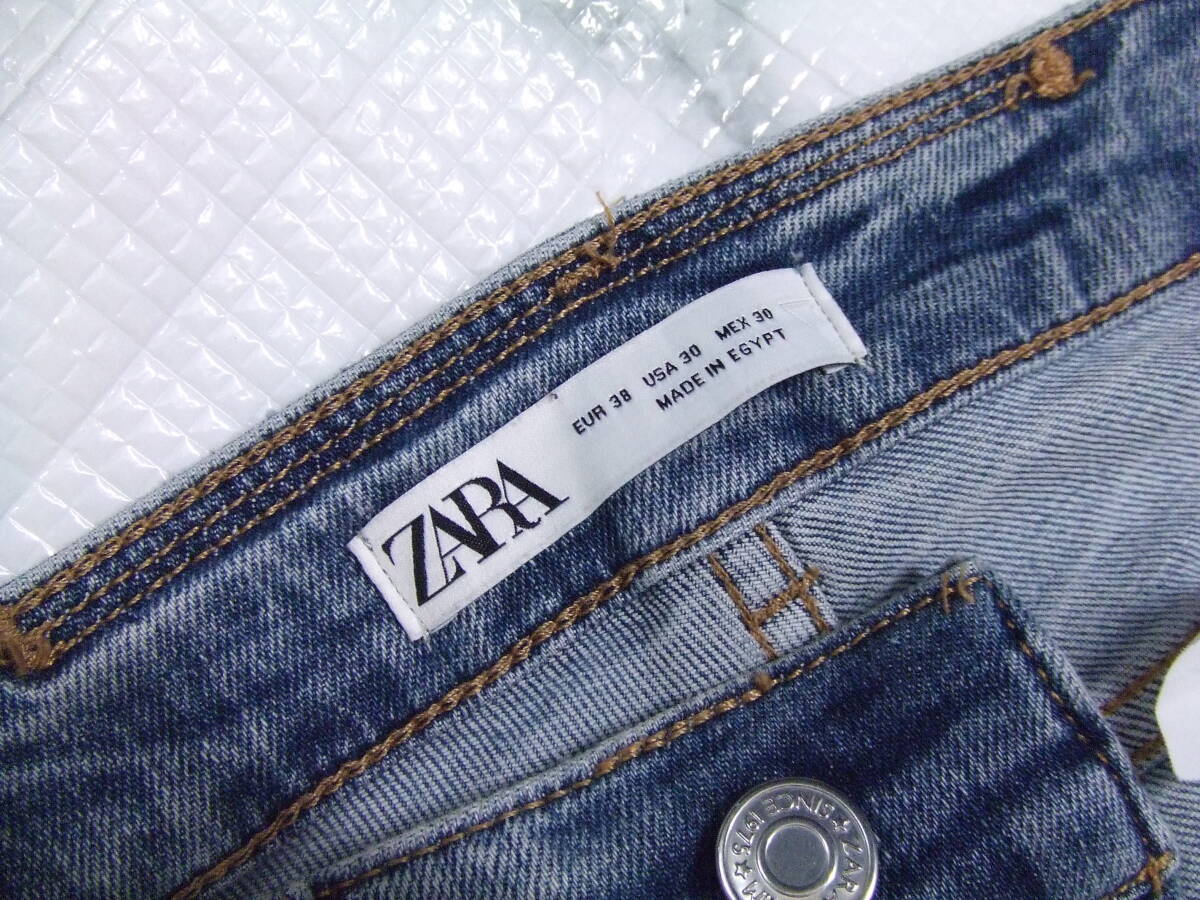 ZARA
EUR 38 USA 30 MEX 30
MADE IN EGYPT
★ SINCE 1975 ★ ZARA